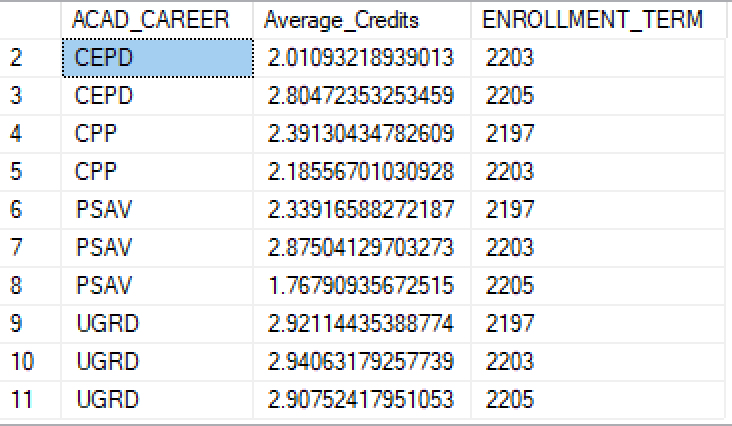 ACAD_CAREER Average_Credits ENROLLMENT_TERM
2 CEPD 2.01093218939013 2203
3 CEPD 2.80472353253459 2205
4 CPP 2.39130434782609 2197
5 CPP 2.18556701030928 2203
6 PSAV 2.33916588272187 2197
7 PSAV 2.87504129703273 2203
8 PSAV 1.76790935672515 2205
9 UGRD 2.92114435388774 2197
10 UGRD 2.94063179257739 2203
11 UGRD 2.90752417951053 2205